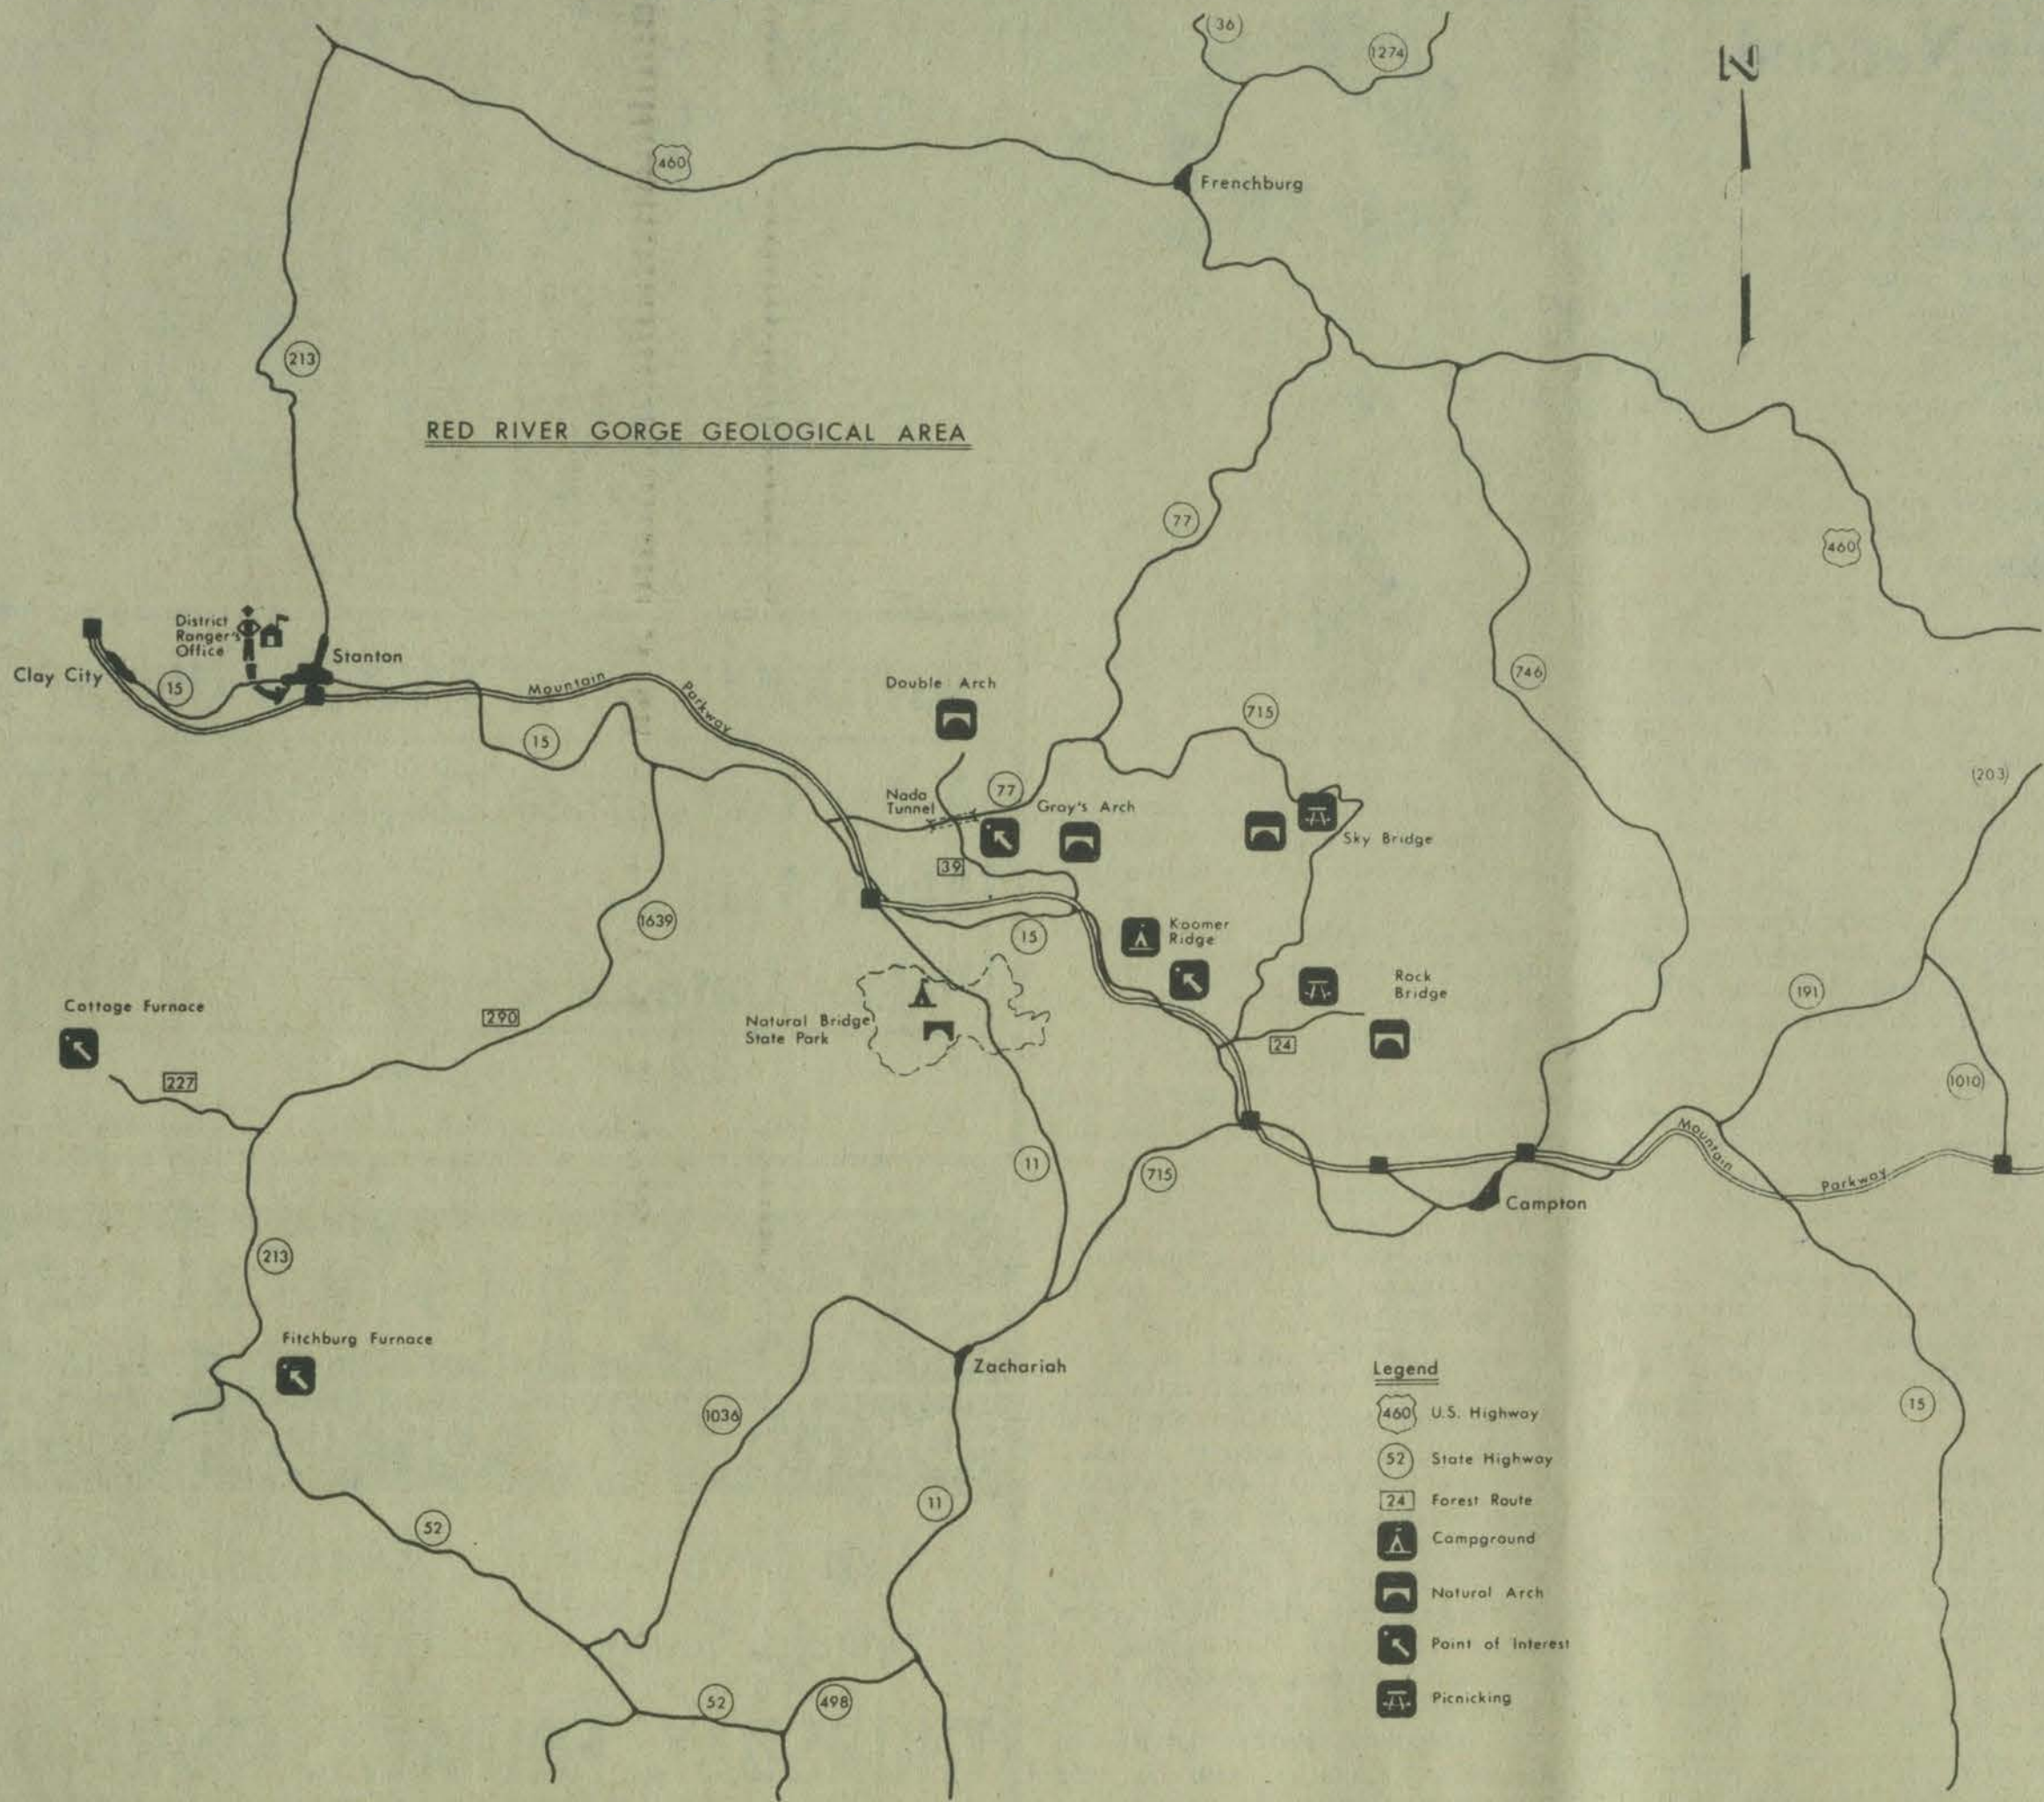 36
1274
N
460
Frenchburg
213
RED RIVER GORGE GEOLOGICAL AREA
77
460
District
Ranger's
Office
Stanton
Clay City
15
Mountain
Parkway
746
Double Arch
715
15
(203)
Nada
Tunnel
77
Gray's Arch
Sky Bridge
39
1639
15
Koomer
Ridge
Rock
Bridge
191
Cottage Furnace
290
Natural Bridge
State Park
24
227
1010
Mountain
11
715
Parkway
Campton
213
Fitchburg Furnace
Zachariah
Legend
460 U.S. Highway
1036
15
52 State Highway
11
24 Forest Route
52
Campground
Natural Arch
Point of Interest
52
498
Picnicking